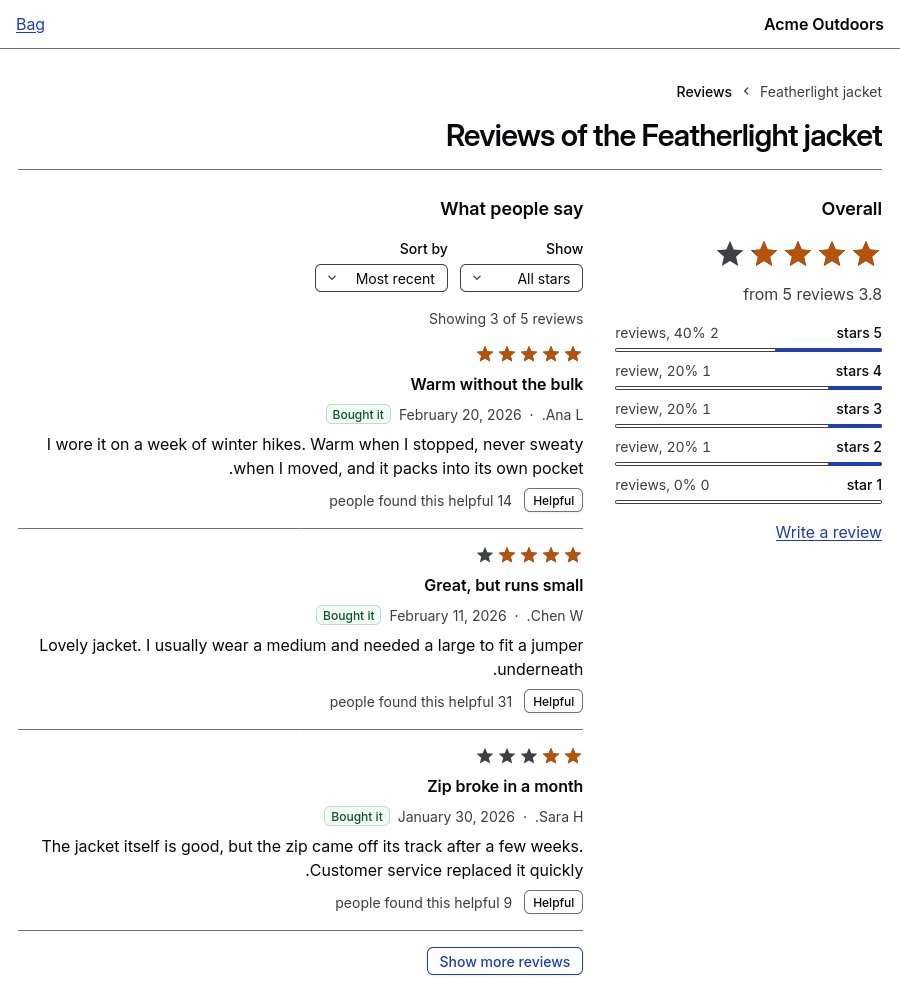 Acme Outdoors
Bag
Featherlight jacket
Reviews
Reviews of the Featherlight jacket
Overall
from 5 reviews 3.8
stars 5
reviews, 40% 2
stars 4
review, 20% 1
stars 3
review, 20% 1
stars 2
review, 20% 1
star 1
reviews, 0% 0
Write a review
What people say
Show
All stars
Sort by
Most recent
Showing 3 of 5 reviews
Warm without the bulk
.Ana L · February 20, 2026 Bought it
I wore it on a week of winter hikes. Warm when I stopped, never sweaty
.when I moved, and it packs into its own pocket
Helpful
people found this helpful 14
Great, but runs small
.Chen W · February 11, 2026 Bought it
Lovely jacket. I usually wear a medium and needed a large to fit a jumper
.underneath
Helpful
people found this helpful 31
Zip broke in a month
.Sara H · January 30, 2026 Bought it
The jacket itself is good, but the zip came off its track after a few weeks.
.Customer service replaced it quickly
Helpful
people found this helpful 9
Show more reviews